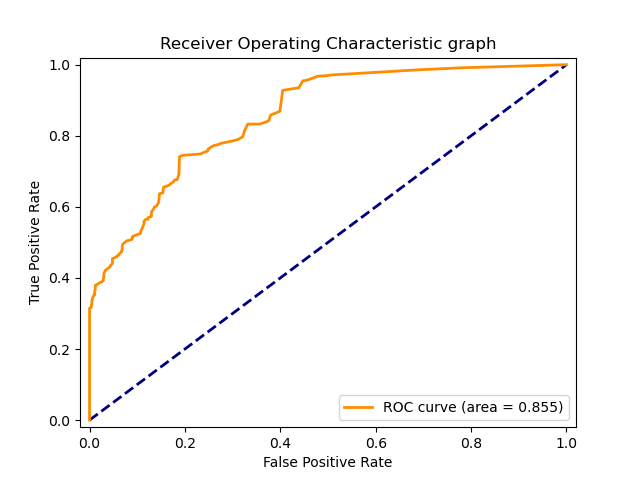 Receiver Operating Characteristic graph
True Positive Rate
1.0
0.8
0.6
0.4
0.2
0.0
ROC curve (area = 0.855)
0.0 0.2 0.4 0.6 0.8 1.0
False Positive Rate